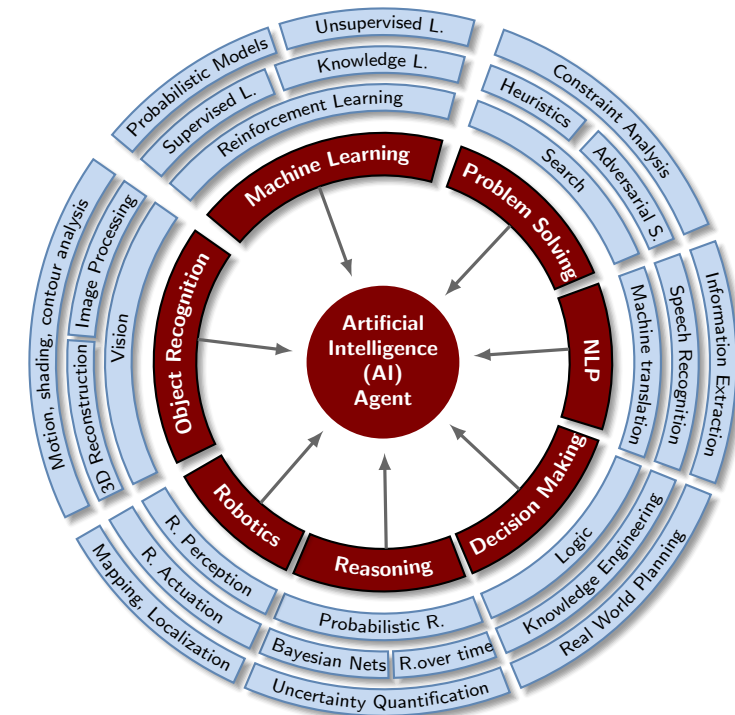 Unsupervised L.
Probabilistic Models
Knowledge L.
Supervised L.
Reinforcement Learning
Machine Learning
Constraint Analysis
Heuristics
Adversarial S.
Search
Problem Solving
Information Extraction
Speech Recognition
Machine translation
NLP
Motion, shading, contour analysis
Image Processing
3D Reconstruction
Vision
Object Recognition
Artificial
Intelligence
(AI)
Agent
Robotics
R. Perception
R. Actuation
Mapping, Localization
Reasoning
Probabilistic R.
Bayesian Nets
R.over time
Uncertainty Quantification
Decision Making
Logic
Knowledge Engineering
Real World Planning